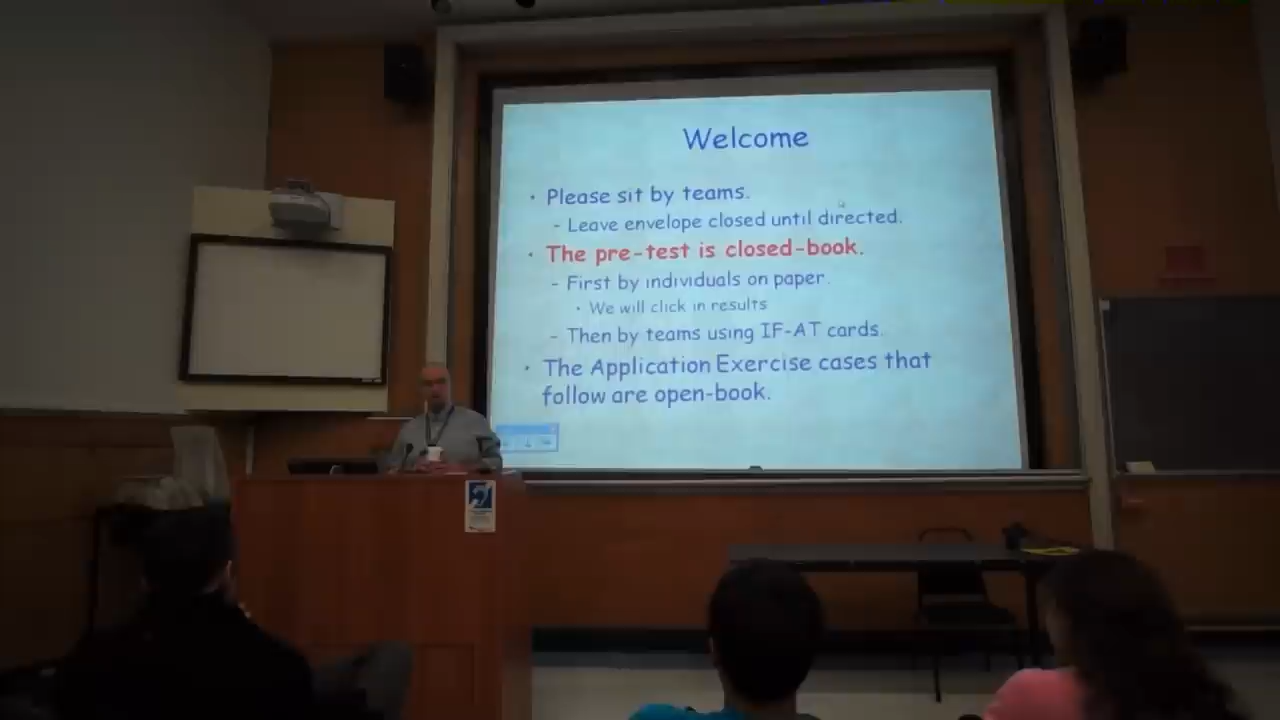 Welcome
• Please sit by teams.
- Leave envelope closed until directed.
• The pre-test is closed-book.
- First by individuals on paper.
• We will click in results
- Then by teams using IF-AT cards.
• The Application Exercise cases that
follow are open-book.